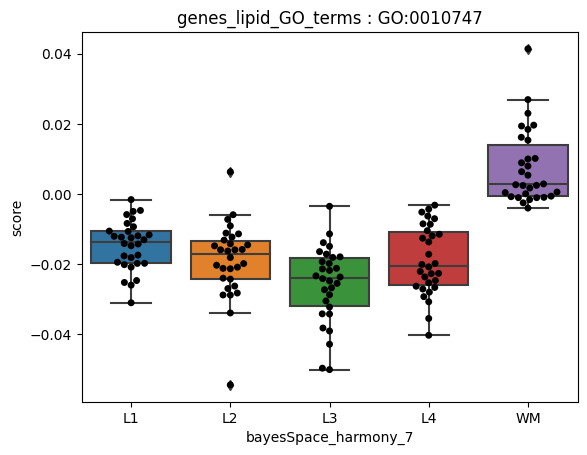 genes_lipid_GO_terms : GO:0010747
0.04
0.02
0.00
−0.02
−0.04
score
L1 L2 L3 L4 WM
bayesSpace_harmony_7